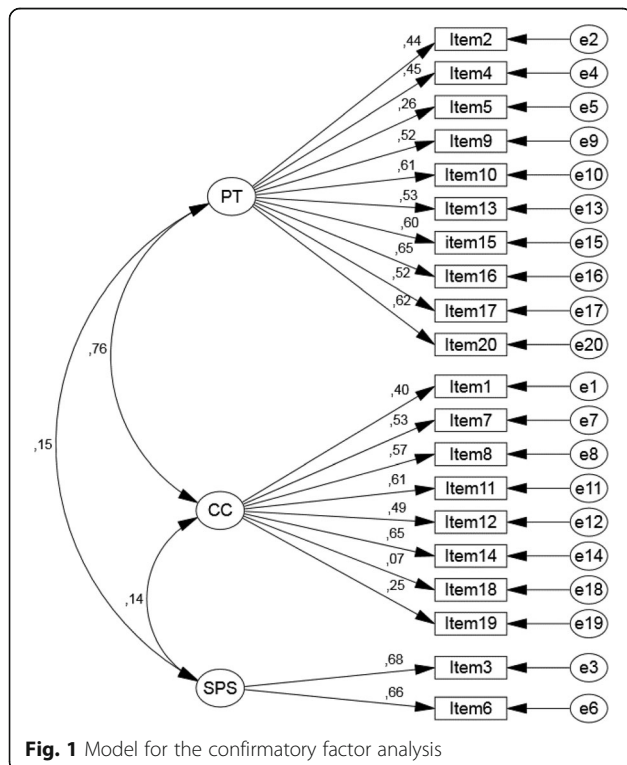 ,44 Item2 e2
,45 Item4 e4
,26 Item5 e5
,52 Item9 e9
,61 Item10 e10
PT
,53 Item13 e13
,60 item15 e15
,65 Item16 e16
,52 Item17 e17
,62 Item20 e20
,76
,40 Item1 e1
,53 Item7 e7
,15
,57 Item8 e8
,61 Item11 e11
CC
,49 Item12 e12
,65 Item14 e14
,07 Item18 e18
,14
,25 Item19 e19
,68 Item3 e3
SPS
,66 Item6 e6
Fig. 1 Model for the confirmatory factor analysis